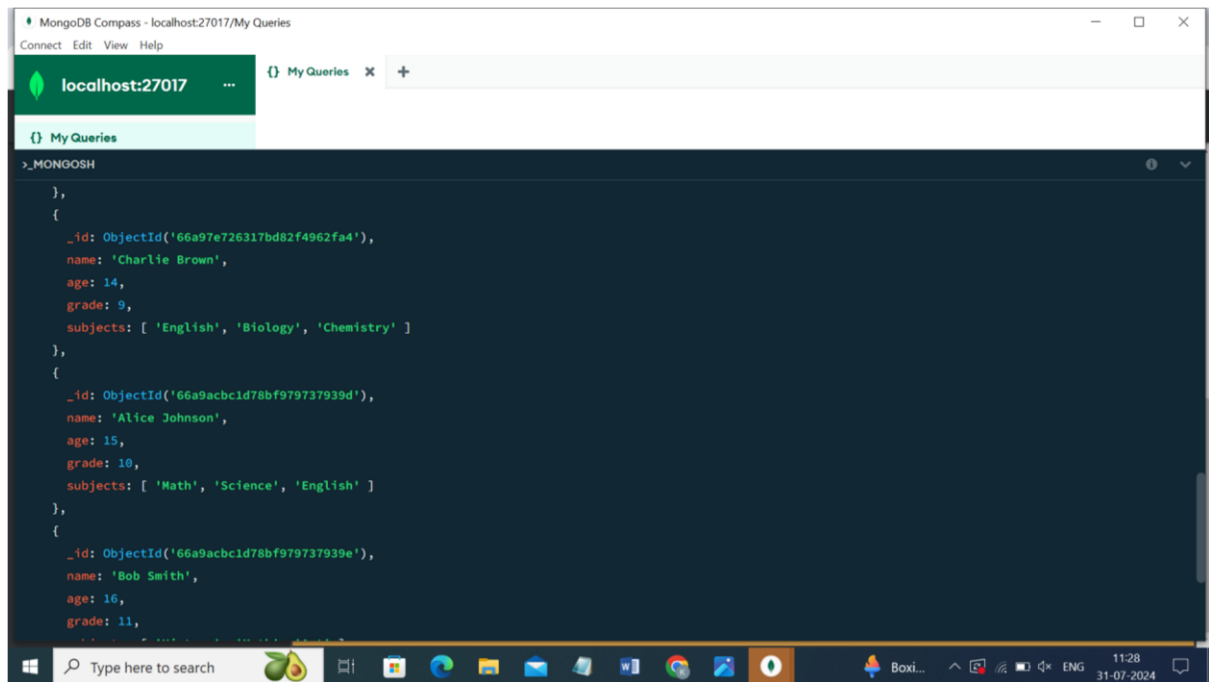 MongoDB Compass - localhost:27017/My Queries
Connect Edit View Help
localhost:27017 ...
{} My Queries
{} My Queries
>_MONGOSH
},
{
_id: ObjectId('66a97e726317bd82f4962fa4'),
name: 'Charlie Brown',
age: 14,
grade: 9,
subjects: [ 'English', 'Biology', 'Chemistry' ]
},
{
_id: ObjectId('66a9acbc1d78bf979737939d'),
name: 'Alice Johnson',
age: 15,
grade: 10,
subjects: [ 'Math', 'Science', 'English' ]
},
{
_id: ObjectId('66a9acbc1d78bf979737939e'),
name: 'Bob Smith',
age: 16,
grade: 11,
Type here to search
Boxi...
ENG
11:28
31-07-2024